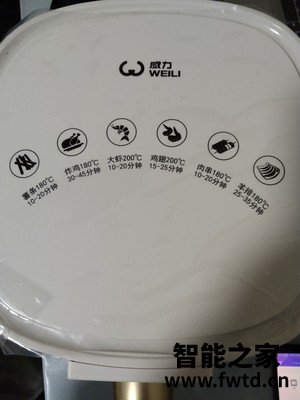 威力
WEILI
薯条180℃
10-20分钟
炸鸡180℃
30-45分钟
大虾200℃
10-20分钟
鸡翅200℃
15-25分钟
肉串180℃
10-20分钟
羊排180℃
25-35分钟
智能之家
www.fwtd.cn